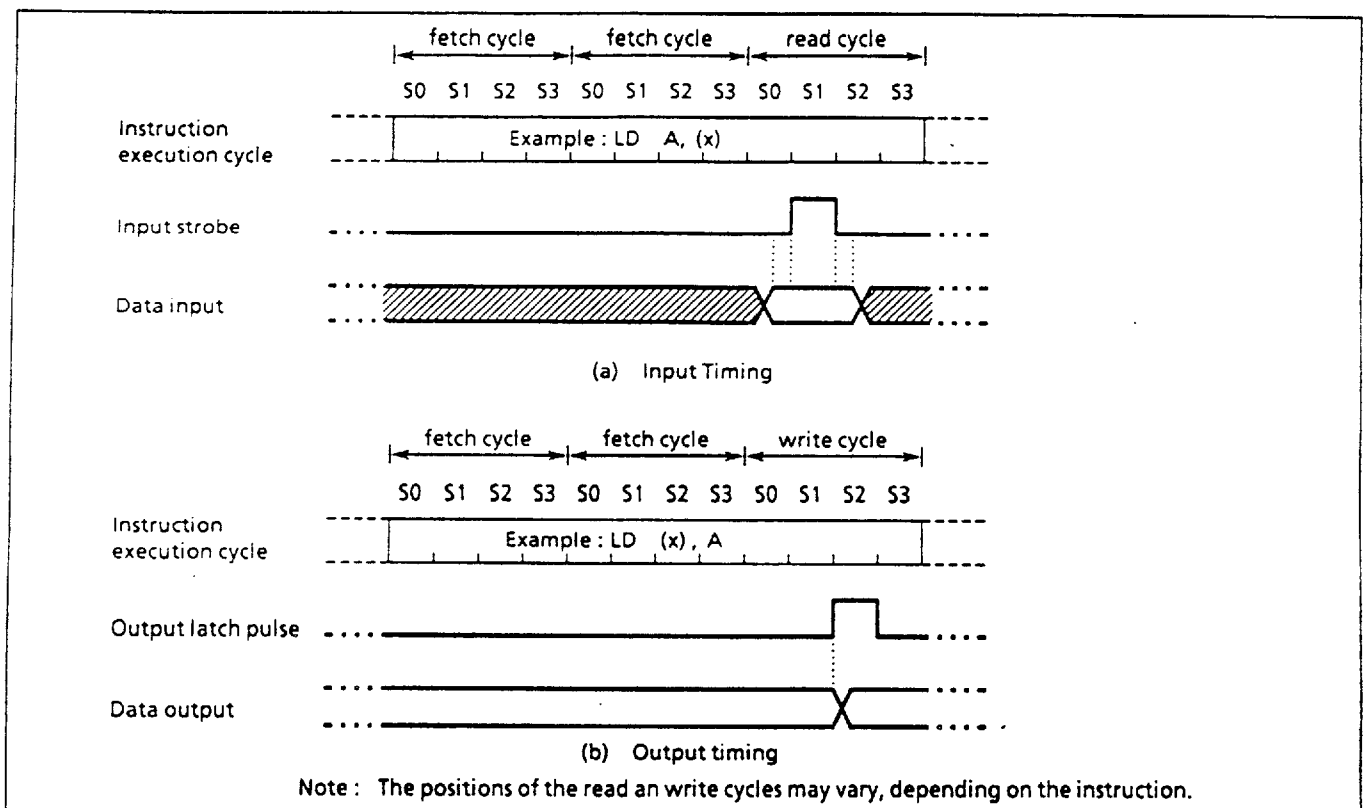 fetch cycle fetch cycle read cycle
S0 S1 S2 S3 S0 S1 S2 S3 S0 S1 S2 S3
Instruction
execution cycle
Example : LD A, (x)
Input strobe
Data input
(a) Input Timing
fetch cycle fetch cycle write cycle
S0 S1 S2 S3 S0 S1 S2 S3 S0 S1 S2 S3
Instruction
execution cycle
Example : LD (x) , A
Output latch pulse
Data output
(b) Output timing
Note : The positions of the read an write cycles may vary, depending on the instruction.